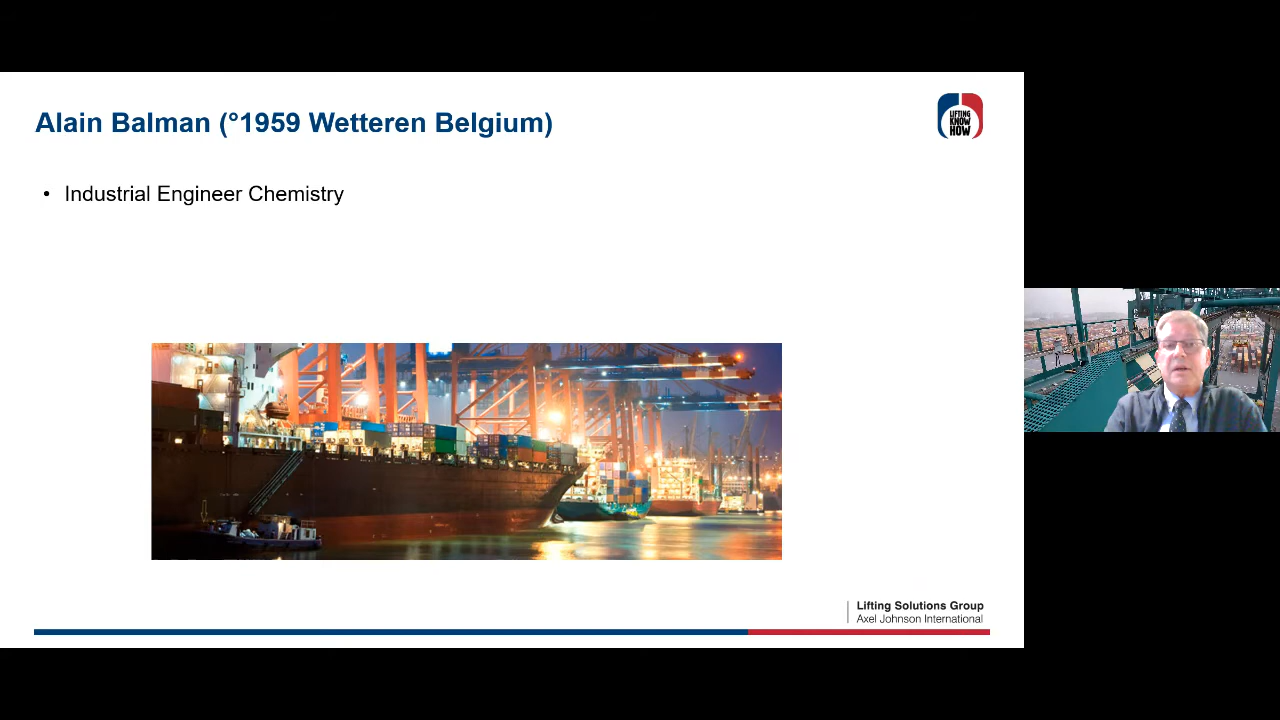 Alain Balman (°1959 Wetteren Belgium)
LIFTING
KNOW
HOW
• Industrial Engineer Chemistry
Lifting Solutions Group
Axel Johnson International